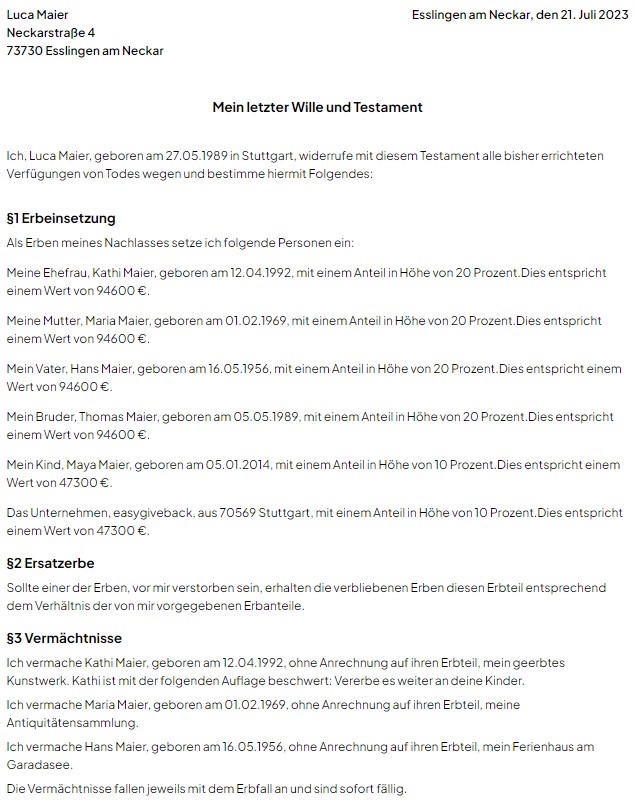 Luca Maier
Esslingen am Neckar, den 21. Juli 2023
Neckarstraße 4
73730 Esslingen am Neckar
Mein letzter Wille und Testament
Ich, Luca Maier, geboren am 27.05.1989 in Stuttgart, widerrufe mit diesem Testament alle bisher errichteten
Verfügungen von Todes wegen und bestimme hiermit Folgendes:
§1 Erbeinsetzung
Als Erben meines Nachlasses setze ich folgende Personen ein:
Meine Ehefrau, Kathi Maier, geboren am 12.04.1992, mit einem Anteil in Höhe von 20 Prozent.Dies entspricht
einem Wert von 94600 €.
Meine Mutter, Maria Maier, geboren am 01.02.1969, mit einem Anteil in Höhe von 20 Prozent.Dies entspricht
einem Wert von 94600 €.
Mein Vater, Hans Maier, geboren am 16.05.1956, mit einem Anteil in Höhe von 20 Prozent.Dies entspricht einem
Wert von 94600 €.
Mein Bruder, Thomas Maier, geboren am 05.05.1989, mit einem Anteil in Höhe von 20 Prozent.Dies entspricht
einem Wert von 94600 €.
Mein Kind, Maya Maier, geboren am 05.01.2014, mit einem Anteil in Höhe von 10 Prozent.Dies entspricht einem
Wert von 47300 €.
Das Unternehmen, easygiveback, aus 70569 Stuttgart, mit einem Anteil in Höhe von 10 Prozent.Dies entspricht
einem Wert von 47300 €.
§2 Ersatzerbe
Sollte einer der Erben, vor mir verstorben sein, erhalten die verbliebenen Erben diesen Erbteil entsprechend
dem Verhältnis der von mir vorgegebenen Erbanteile.
§3 Vermächtnisse
Ich vermache Kathi Maier, geboren am 12.04.1992, ohne Anrechnung auf ihren Erbteil, mein geerbtes
Kunstwerk. Kathi ist mit der folgenden Auflage beschwert: Vererbe es weiter an deine Kinder.
Ich vermache Maria Maier, geboren am 01.02.1969, ohne Anrechnung auf ihren Erbteil, meine
Antiquitätensammlung.
Ich vermache Hans Maier, geboren am 16.05.1956, ohne Anrechnung auf ihren Erbteil, mein Ferienhaus am
Garadasee.
Die Vermächtnisse fallen jeweils mit dem Erbfall an und sind sofort fällig.